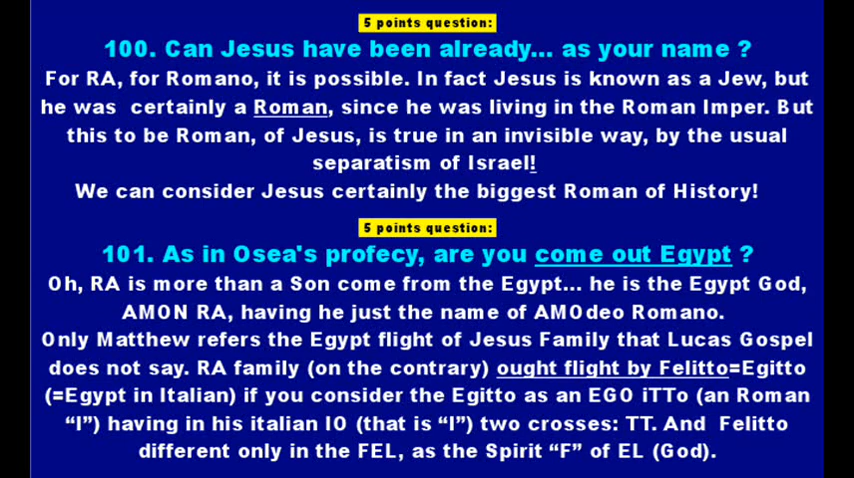 5 points question:
100. Can Jesus have been already... as your name ?
For RA, for Romano, it is possible. In fact Jesus is known as a Jew, but
he was certainly a Roman, since he was living in the Roman Imper. But
this to be Roman, of Jesus, is true in an invisible way, by the usual
separatism of Israel!
We can consider Jesus certainly the biggest Roman of History!
5 points question:
101. As in Osea's profecy, are you come out Egypt ?
Oh, RA is more than a Son come from the Egypt... he is the Egypt God,
AMON RA, having he just the name of AMOdeo Romano.
Only Matthew refers the Egypt flight of Jesus Family that Lucas Gospel
does not say. RA family (on the contrary) ought flight by Felitto=Egitto
(=Egypt in Italian) if you consider the Egitto as an EGO iTTo (an Roman
“I”) having in his italian IO (that is “I”) two crosses: TT. And Felitto
different only in the FEL, as the Spirit “F” of EL (God).